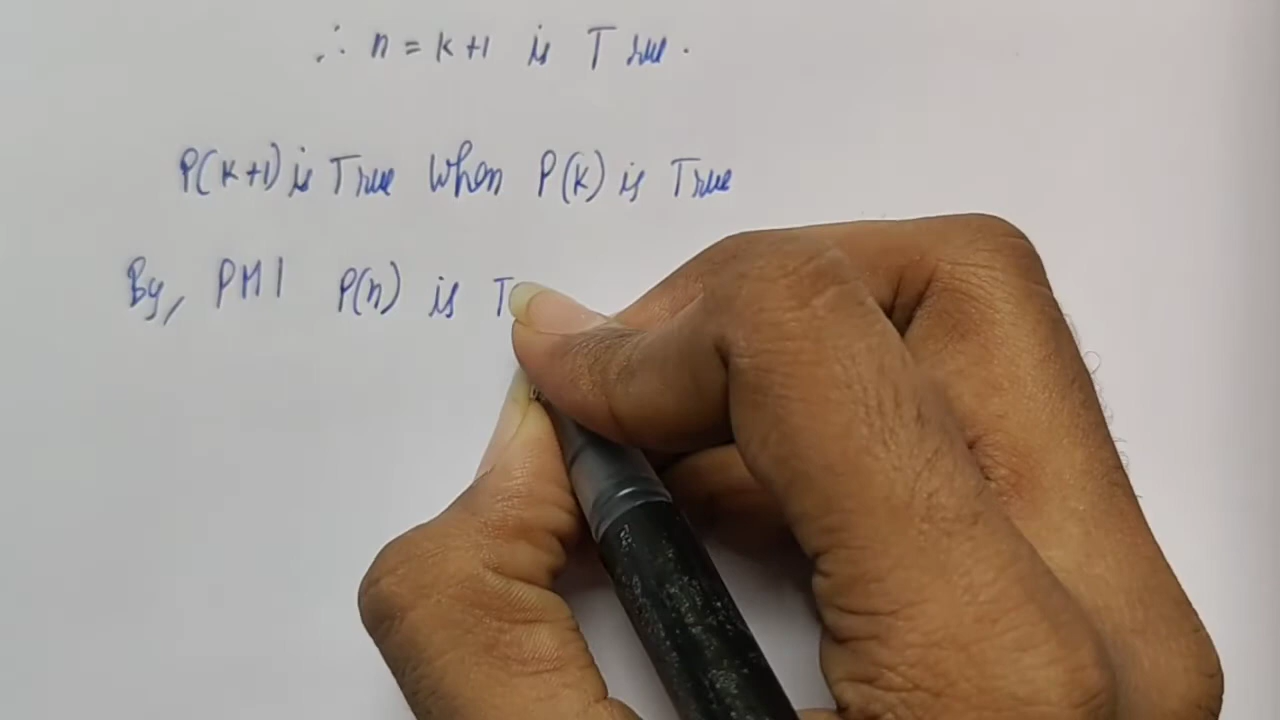 ∴ n = k+1 is True.
P(k+1) is True When P(k) is True
By, PMI P(n) is T